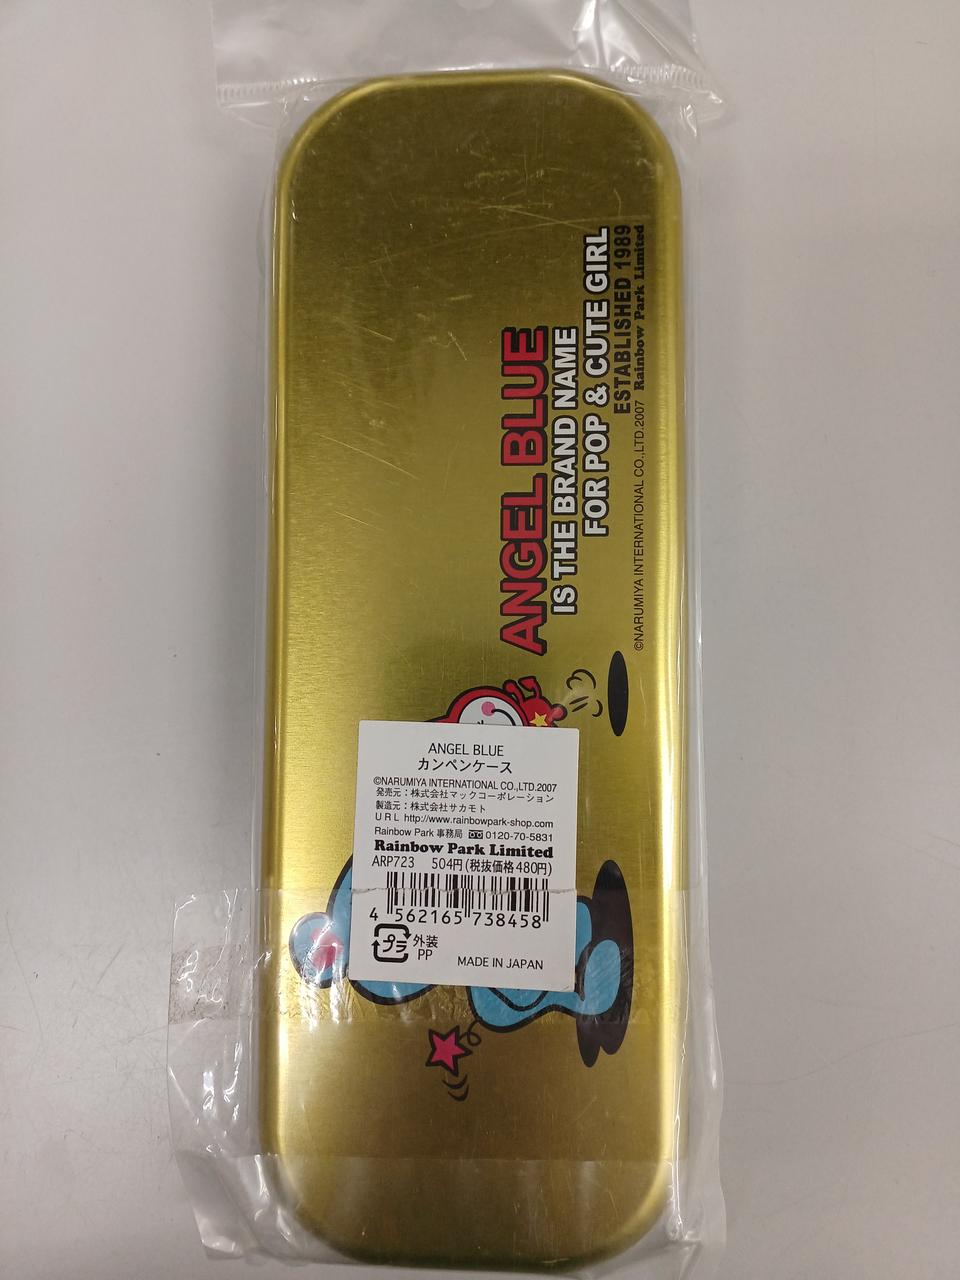 ANGEL BLUE
IS THE BRAND NAME
FOR POP & CUTE GIRL
ESTABLISHED 1989
©NARUMIYA INTERNATIONAL CO.,LTD.2007 Rainbow Park Limited
ANGEL BLUE
カンペンケース
©NARUMIYA INTERNATIONAL CO.,LTD.2007
発売元：株式会社マックコーポレーション
製造元：株式会社サカモト
URL http://www.rainbowpark-shop.com
Rainbow Park 事務局 0120-70-5831
Rainbow Park Limited
ARP723 504円(税抜価格480円)
4 562165 738458
プラ 外装
PP
MADE IN JAPAN